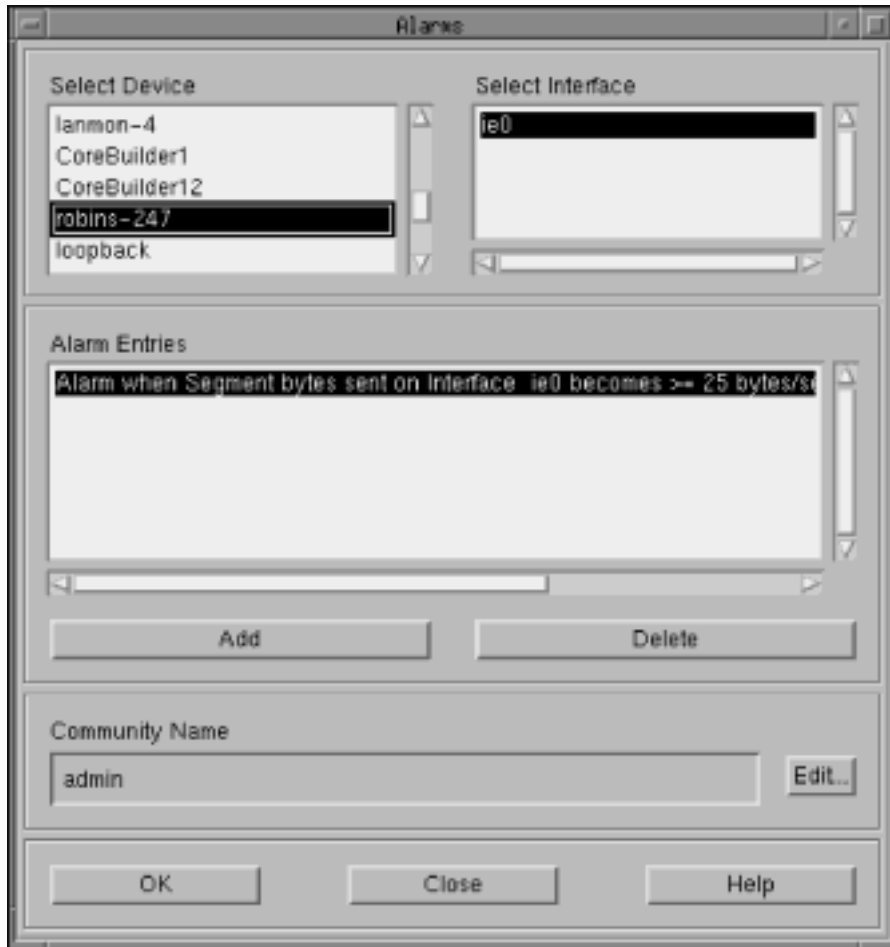 Alarms
Select Device
Select Interface
lanmon-4
CoreBuilder1
CoreBuilder12
robins-247
loopback
ie0
Alarm Entries
Alarm when Segment bytes sent on Interface ie0 becomes >= 25 bytes/se
Add
Delete
Community Name
admin
Edit...
OK
Close
Help